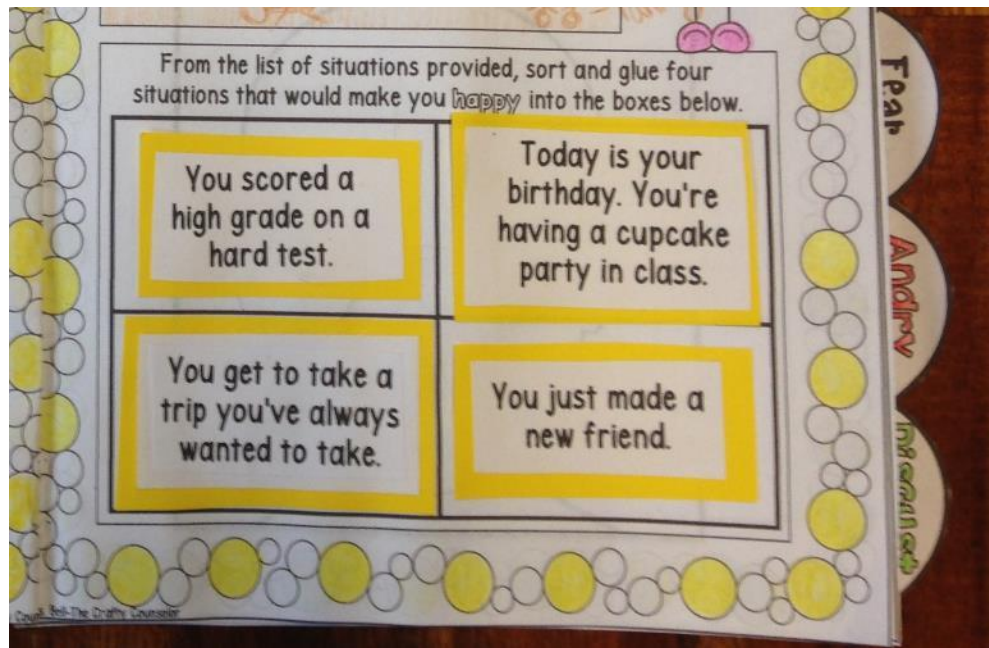 From the list of situations provided, sort and glue four
situations that would make you happy into the boxes below.
You scored a
high grade on a
hard test.
Today is your
birthday. You're
having a cupcake
party in class.
You get to take a
trip you've always
wanted to take.
You just made a
new friend.
Fear
Angry
Disgust
The Crafty Counselor